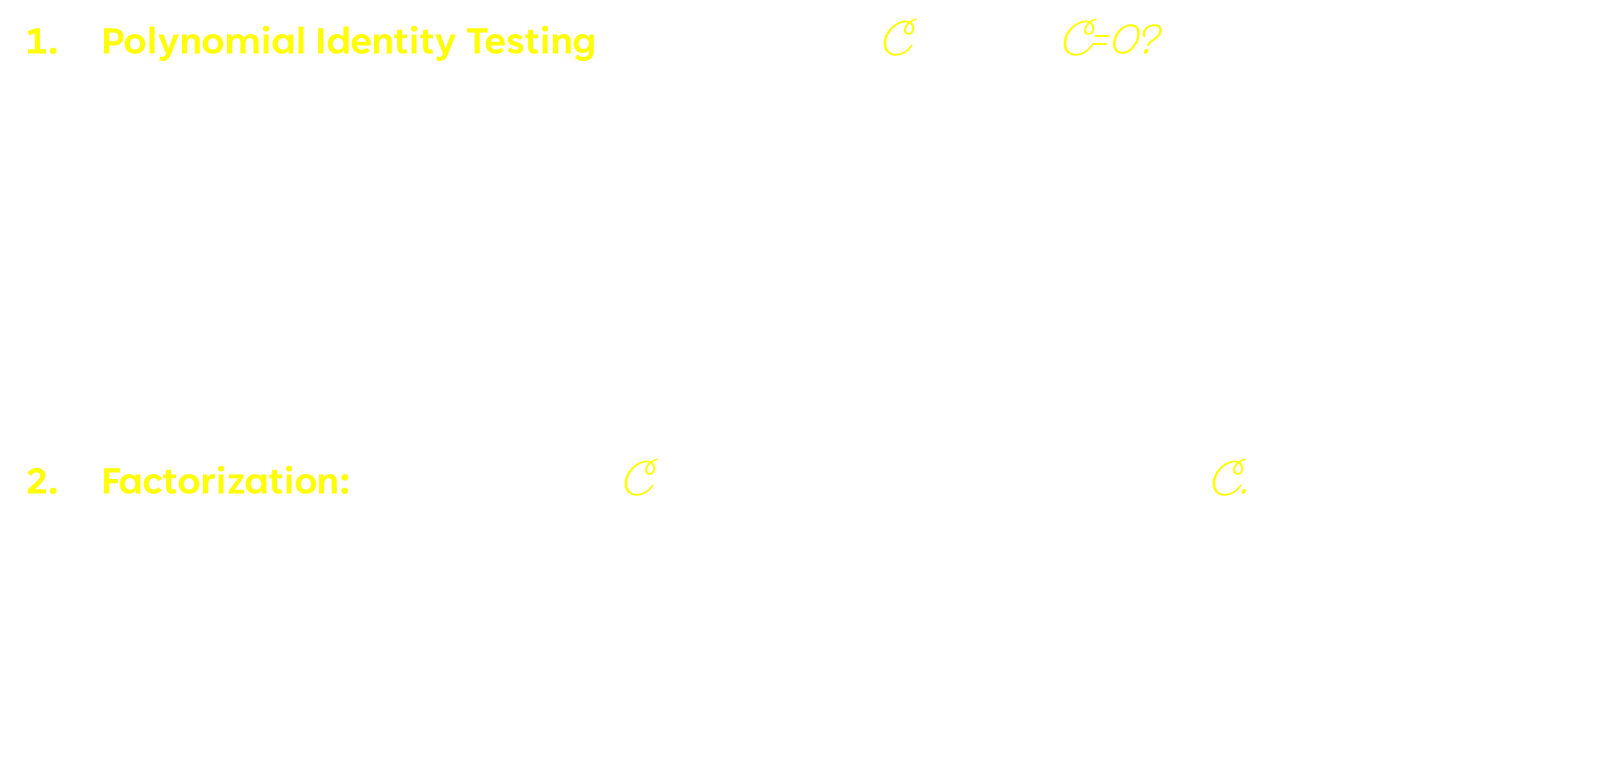 1. Polynomial Identity Testing C C=0?
2. Factorization: C C.